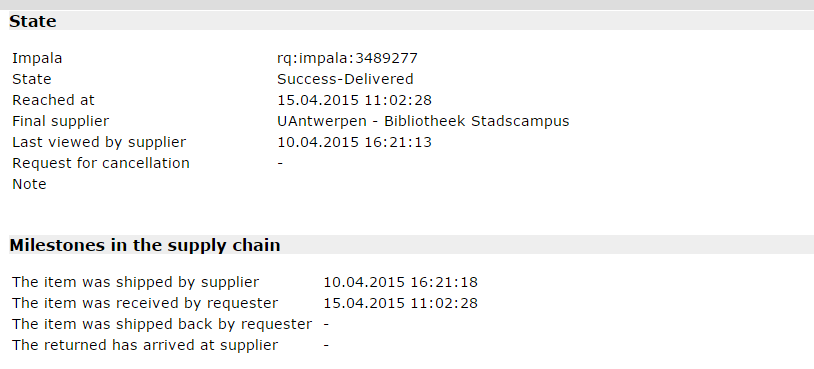 State
Impala rq:impala:3489277
State Success-Delivered
Reached at 15.04.2015 11:02:28
Final supplier UAntwerpen - Bibliotheek Stadscampus
Last viewed by supplier 10.04.2015 16:21:13
Request for cancellation -
Note
Milestones in the supply chain
The item was shipped by supplier 10.04.2015 16:21:18
The item was received by requester 15.04.2015 11:02:28
The item was shipped back by requester -
The returned has arrived at supplier -